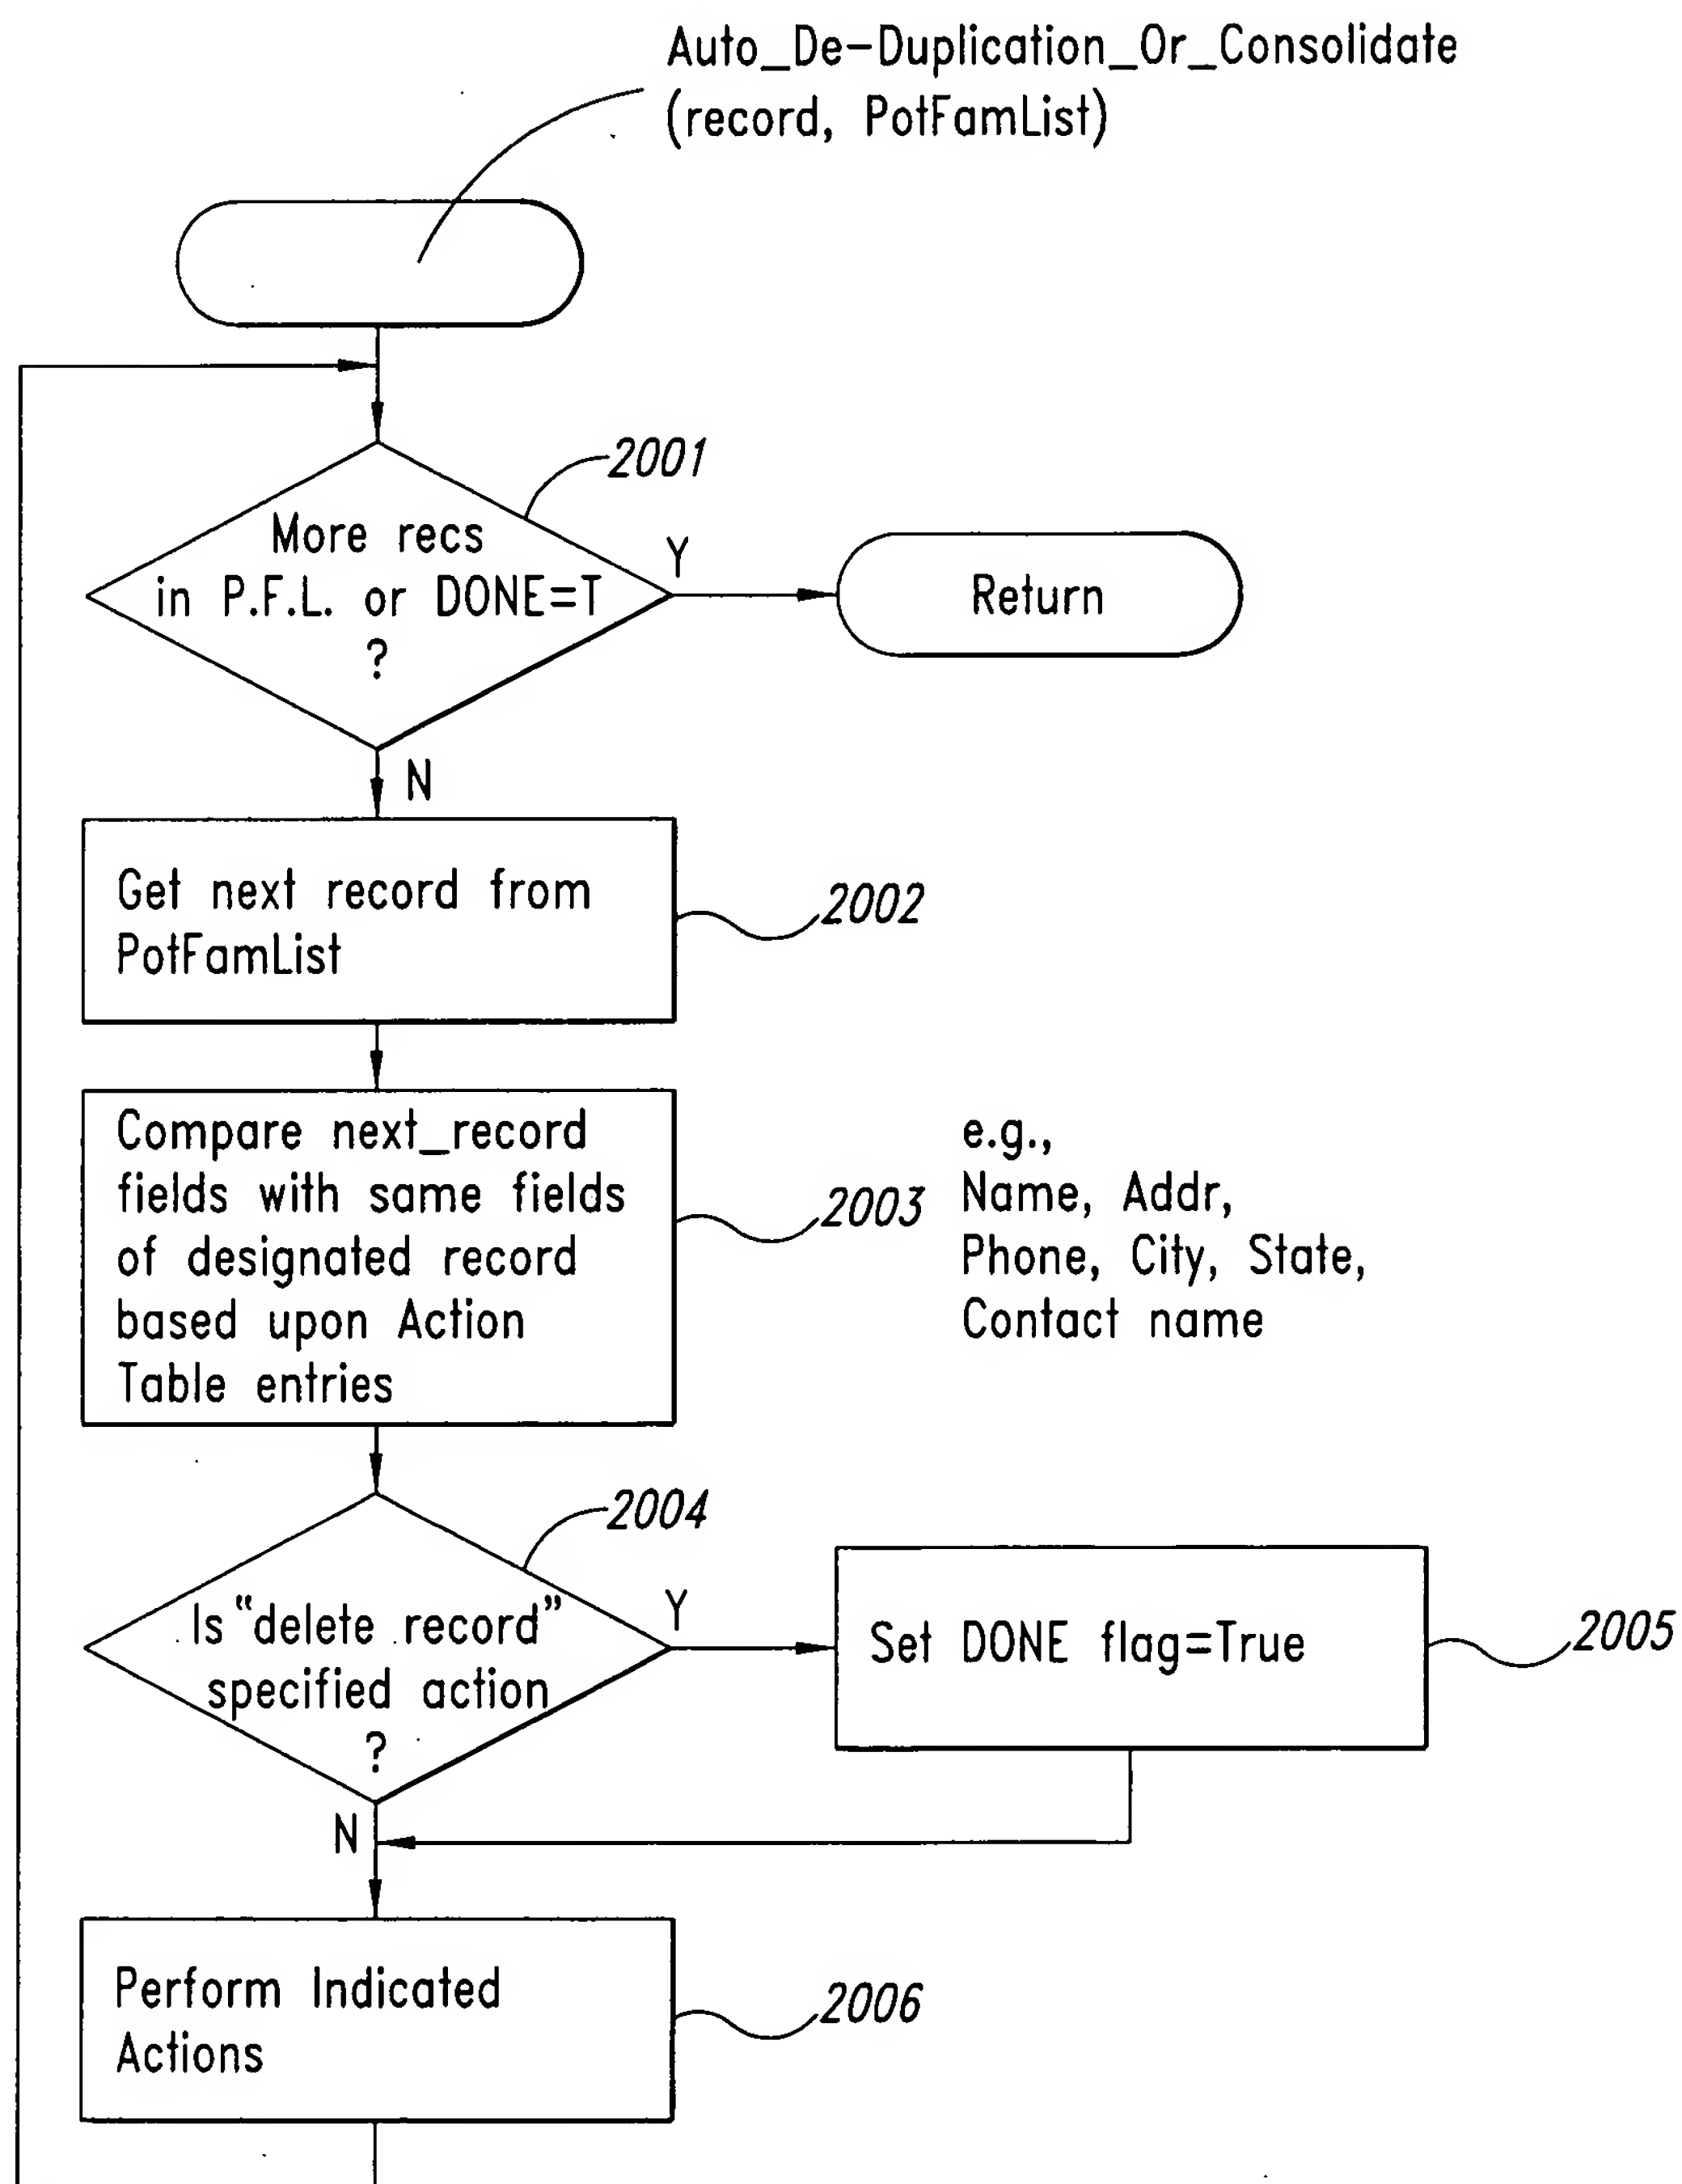 Auto_De-Duplication_Or_Consolidate
(record, PotFamList)
2001
More recs
in P.F.L. or DONE=T
?
Y
Return
N
Get next record from
PotFamList
2002
Compare next_record
fields with same fields
of designated record
based upon Action
Table entries
2003
e.g.,
Name, Addr,
Phone, City, State,
Contact name
2004
Is "delete record"
specified action
?
Y
Set DONE flag=True
2005
N
Perform Indicated
Actions
2006